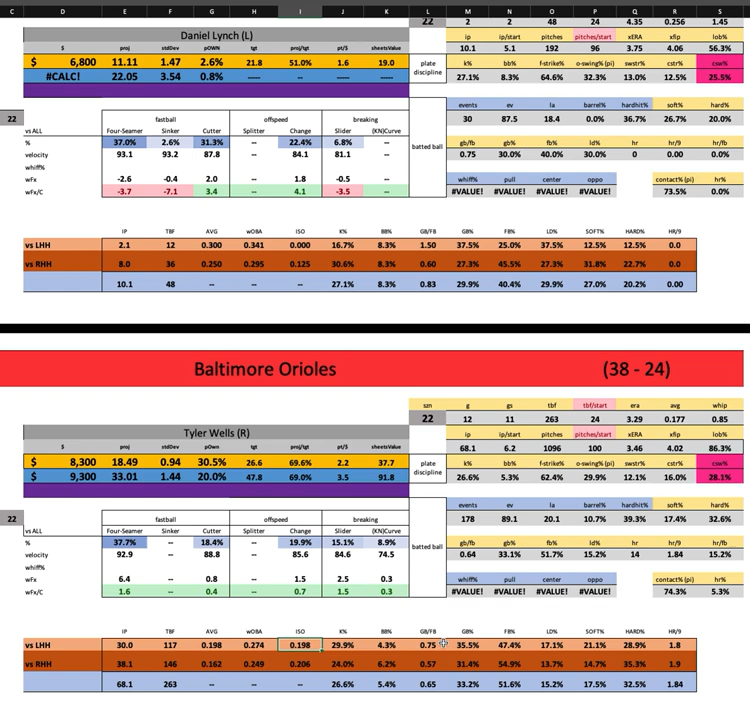 C D E F G H I J K L M N O P Q R S
22 2 2 48 24 4.35 0.256 1.45
Daniel Lynch (L) ip ip/start pitches pitches/start xERA xfip lob%
$ proj stdDev pOWN tgt proj/tgt pt/$ sheetsValue 10.1 5.1 192 96 3.75 4.06 56.3%
$ 6,800 11.11 1.47 2.6% 21.8 51.0% 1.6 19.0 plate discipline k% bb% f-strike% o-swing% (pi) swstr% cstr% csw%
#CALC! 22.05 3.54 0.8% ----- ----- -- -- 27.1% 8.3% 64.6% 32.3% 13.0% 12.5% 25.5%
events ev la barrel% hardhit% soft% hard%
22 fastball offspeed breaking 30 87.5 18.4 0.0% 36.7% 26.7% 20.0%
vs ALL Four-Seamer Sinker Cutter Splitter Change Slider (KN)Curve
% 37.0% 2.6% 31.3% -- 22.4% 6.8% -- batted ball gb/fb gb% fb% ld% hr hr/9 hr/fb
velocity 93.1 93.2 87.8 -- 84.1 81.1 -- 0.75 30.0% 40.0% 30.0% 0 0.00 0.0%
whiff%
wFx -2.6 -0.4 2.0 -- 1.8 -0.5 -- whiff% pull center oppo contact% (pi) hr%
wFx/C -3.7 -7.1 3.4 -- 4.1 -3.5 -- #VALUE! #VALUE! #VALUE! #VALUE! 73.5% 0.0%
IP TBF AVG wOBA ISO K% BB% GB/FB GB% FB% LD% SOFT% HARD% HR/9
vs LHH 2.1 12 0.300 0.341 0.000 16.7% 8.3% 1.50 37.5% 25.0% 37.5% 12.5% 12.5% 0.0
vs RHH 8.0 36 0.250 0.295 0.125 30.6% 8.3% 0.60 27.3% 45.5% 27.3% 31.8% 22.7% 0.0
10.1 48 -- -- -- 27.1% 8.3% 0.83 29.9% 40.4% 29.9% 27.0% 20.2% 0.00
Baltimore Orioles (38 - 24)
szn g gs tbf tbf/start era avg whip
22 12 11 263 24 3.29 0.177 0.85
Tyler Wells (R) ip ip/start pitches pitches/start xERA xfip lob%
$ proj stdDev pOwn tgt proj/tgt pt/$ sheetsValue 68.1 6.2 1096 100 3.46 4.02 86.3%
$ 8,300 18.49 0.94 30.5% 26.6 69.6% 2.2 37.7 plate discipline k% bb% f-strike% o-swing% (pi) swstr% cstr% csw%
$ 9,300 33.01 1.44 20.0% 47.8 69.0% 3.5 91.8 26.6% 5.3% 62.4% 29.9% 12.1% 16.0% 28.1%
events ev la barrel% hardhit% soft% hard%
22 fastball offspeed breaking 178 89.1 20.1 10.7% 39.3% 17.4% 32.6%
vs ALL Four-Seamer Sinker Cutter Splitter Change Slider (KN)Curve
% 37.7% -- 18.4% -- 19.9% 15.1% 8.9% batted ball gb/fb gb% fb% ld% hr hr/9 hr/fb
velocity 92.9 88.8 -- 85.6 84.6 74.5 0.64 33.1% 51.7% 15.2% 14 1.84 15.2%
whiff%
wFx 6.4 -- 0.8 -- 1.5 2.5 0.3 whiff% pull center oppo contact% (pi) hr%
wFx/C 1.6 -- 0.4 -- 0.7 1.5 0.3 #VALUE! #VALUE! #VALUE! #VALUE! 74.3% 5.3%
IP TBF AVG wOBA ISO K% BB% GB/FB GB% FB% LD% SOFT% HARD% HR/9
vs LHH 30.0 117 0.198 0.274 0.198 29.9% 4.3% 0.75 35.5% 47.4% 17.1% 21.1% 28.9% 1.8
vs RHH 38.1 146 0.162 0.249 0.206 24.0% 6.2% 0.57 31.4% 54.9% 13.7% 14.7% 35.3% 1.9
68.1 263 -- -- -- 26.6% 5.4% 0.65 33.2% 51.6% 15.2% 17.5% 32.5% 1.84